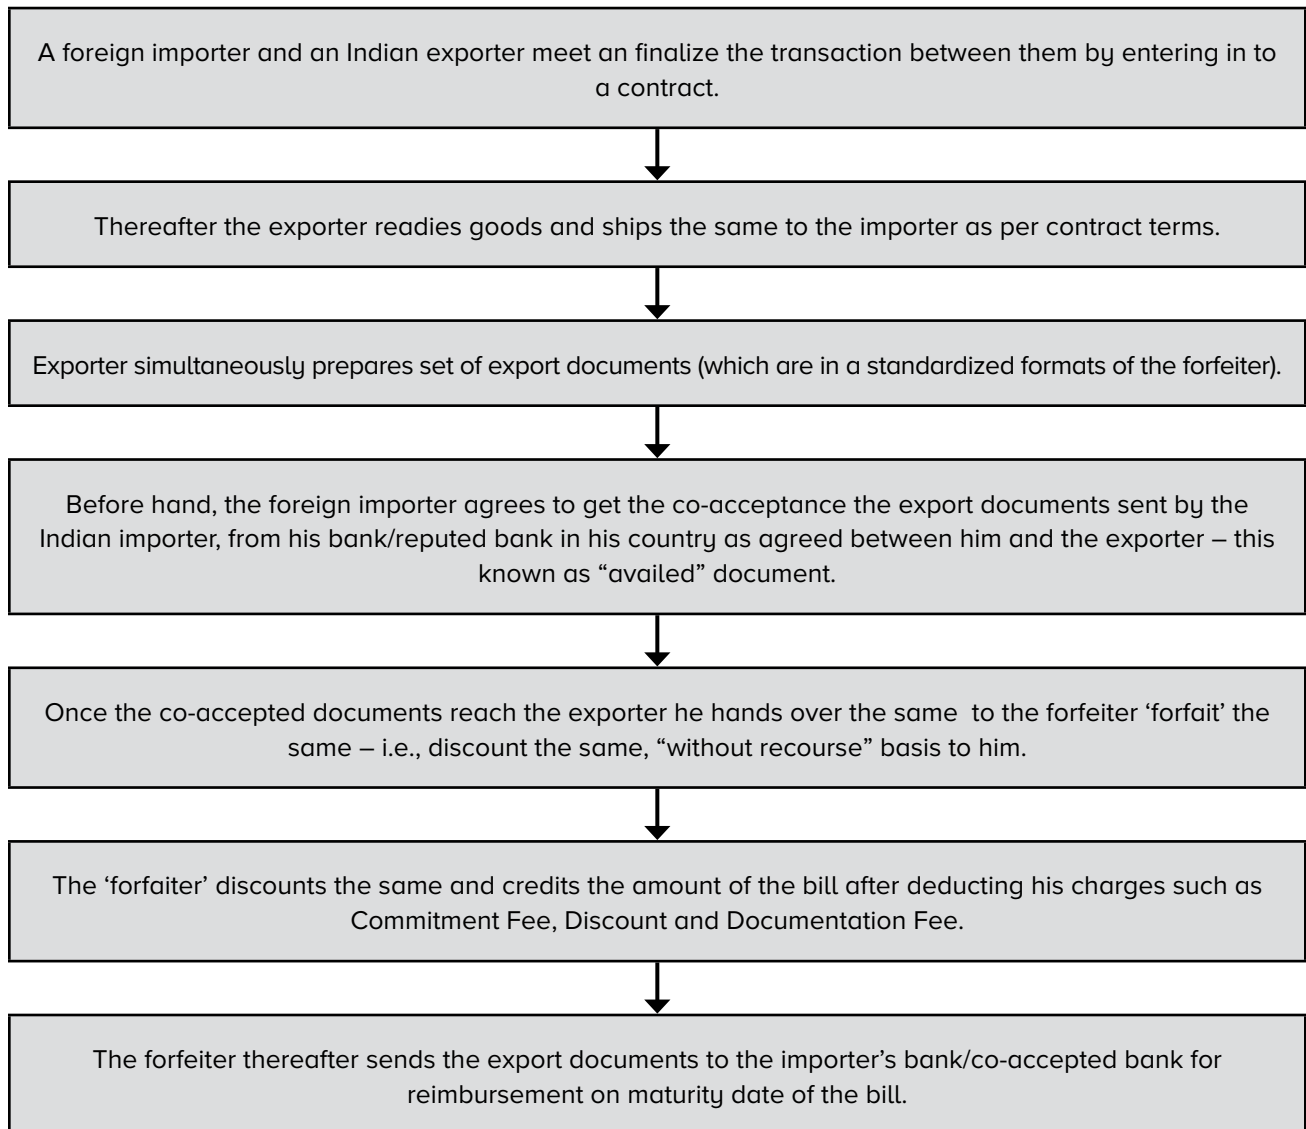 A foreign importer and an Indian exporter meet an finalize the transaction between them by entering in to
a contract.
Thereafter the exporter readies goods and ships the same to the importer as per contract terms.
Exporter simultaneously prepares set of export documents (which are in a standardized formats of the forfeiter).
Before hand, the foreign importer agrees to get the co-acceptance the export documents sent by the
Indian importer, from his bank/reputed bank in his country as agreed between him and the exporter – this
known as “availed” document.
Once the co-accepted documents reach the exporter he hands over the same  to the forfeiter ‘forfait’ the
same – i.e., discount the same, “without recourse” basis to him.
The ‘forfaiter’ discounts the same and credits the amount of the bill after deducting his charges such as
Commitment Fee, Discount and Documentation Fee.
The forfeiter thereafter sends the export documents to the importer’s bank/co-accepted bank for
reimbursement on maturity date of the bill.